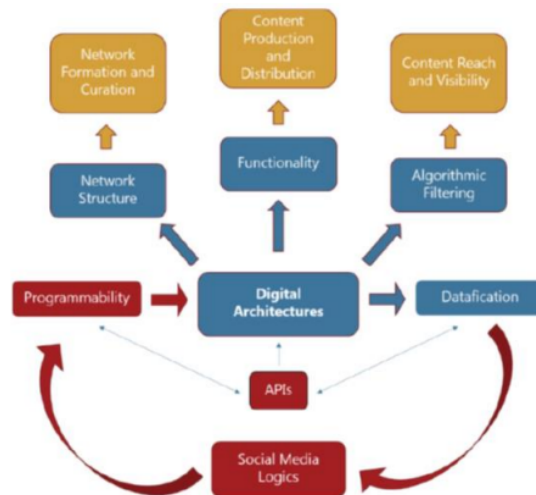 Network
Formation and
Curation
Content
Production
and
Distribution
Content Reach
and Visibility
Network
Structure
Functionality
Algorithmic
Filtering
Programmability
Digital
Architectures
Datafication
APIs
Social Media
Logics